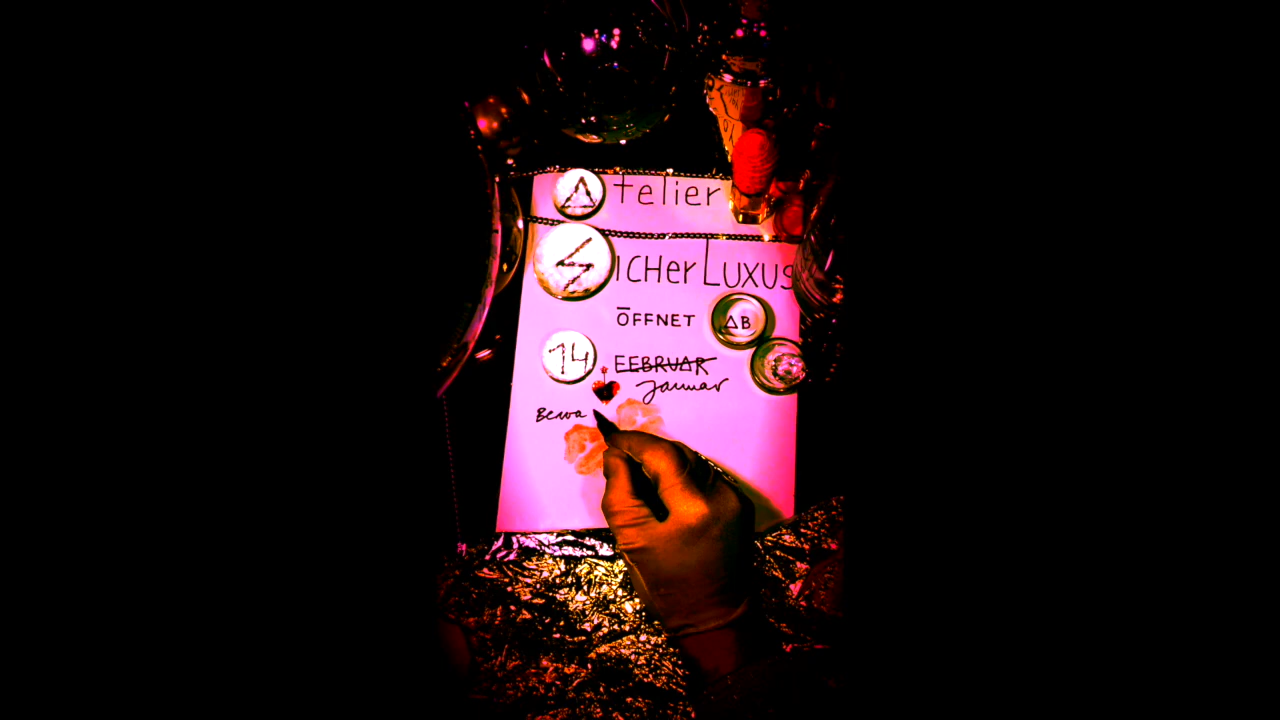 Atelier
SICHerLUXUS
ÖFFNET AB
14 FEBRUAR
Januar
Bewa